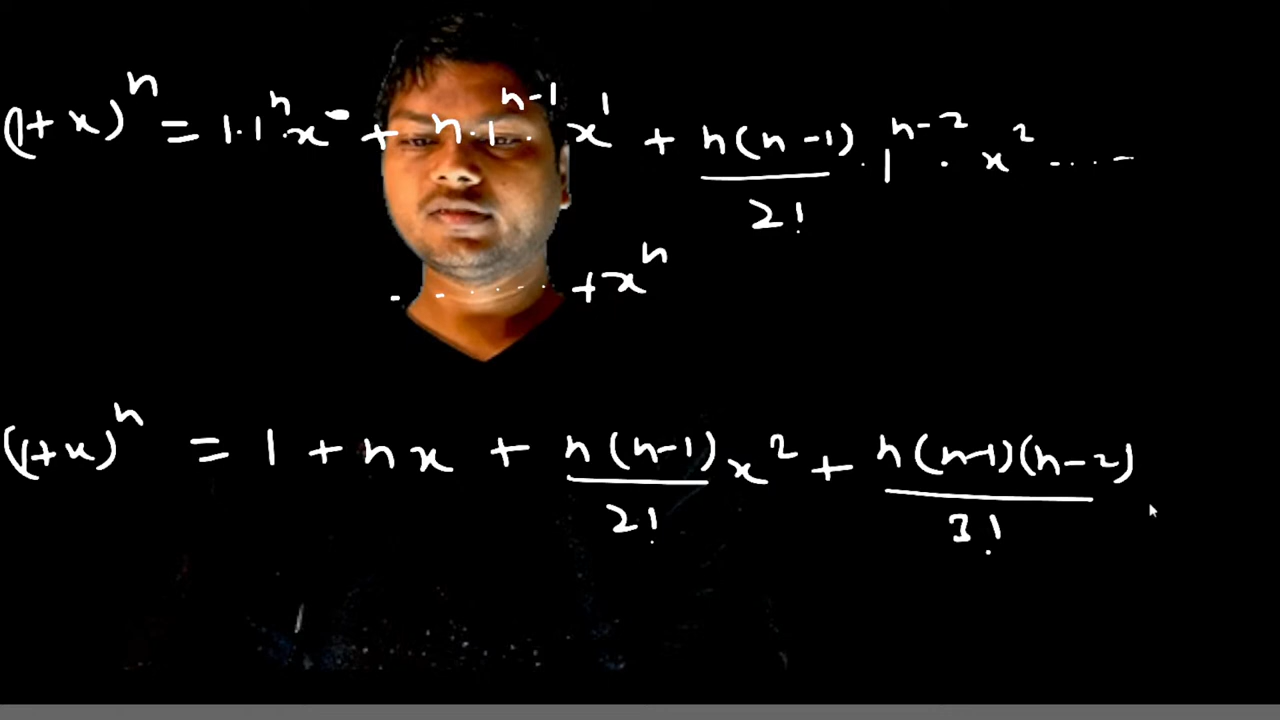 (1+x)^n = 1·1^n x^0 + n·1^{n-1}· x^1 + n(n-1)/2! · 1^{n-2} · x^2 ....–
- ....... +x^n
(1+x)^n = 1 + nx + n(n-1)/2! x^2 + n(n-1)(n-2)/3!